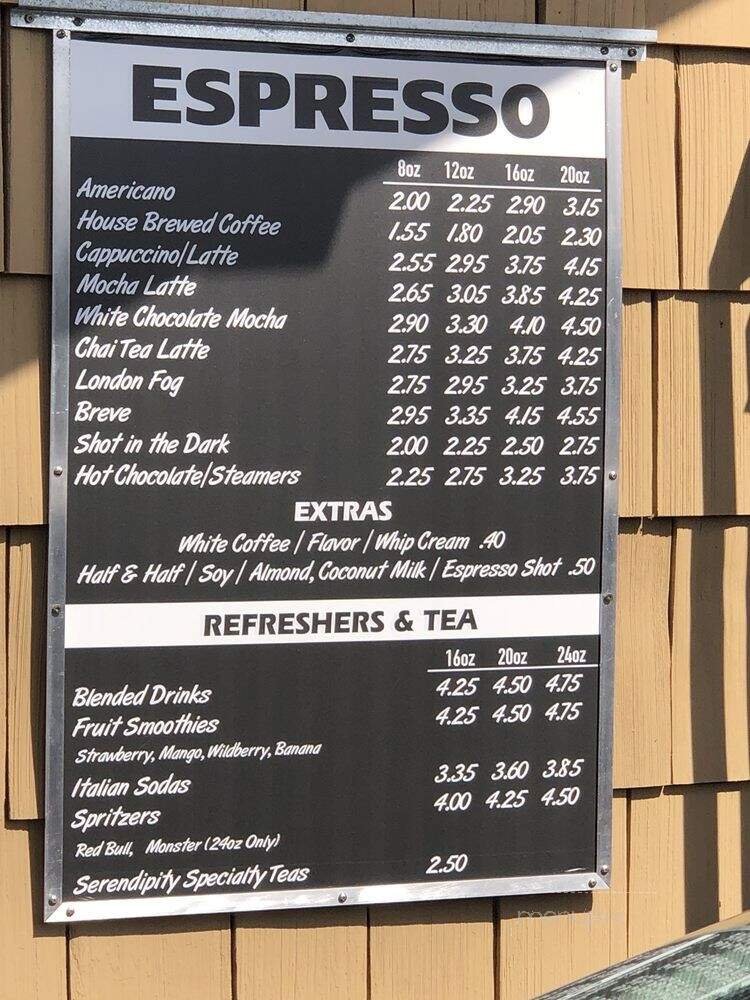 ESPRESSO
8oz 12oz 16oz 20oz
Americano 2.00 2.25 2.90 3.15
House Brewed Coffee 1.55 1.80 2.05 2.30
Cappuccino/Latte 2.55 2.95 3.75 4.15
Mocha Latte 2.65 3.05 3.85 4.25
White Chocolate Mocha 2.90 3.30 4.10 4.50
Chai Tea Latte 2.75 3.25 3.75 4.25
London Fog 2.75 2.95 3.25 3.75
Breve 2.95 3.35 4.15 4.55
Shot in the Dark 2.00 2.25 2.50 2.75
Hot Chocolate/Steamers 2.25 2.75 3.25 3.75
EXTRAS
White Coffee / Flavor / Whip Cream .40
Half & Half / Soy / Almond, Coconut Milk / Espresso Shot .50
REFRESHERS & TEA
16oz 20oz 24oz
Blended Drinks 4.25 4.50 4.75
Fruit Smoothies 4.25 4.50 4.75
Strawberry, Mango, Wildberry, Banana
Italian Sodas 3.35 3.60 3.85
Spritzers 4.00 4.25 4.50
Red Bull, Monster (24oz Only)
Serendipity Specialty Teas 2.50